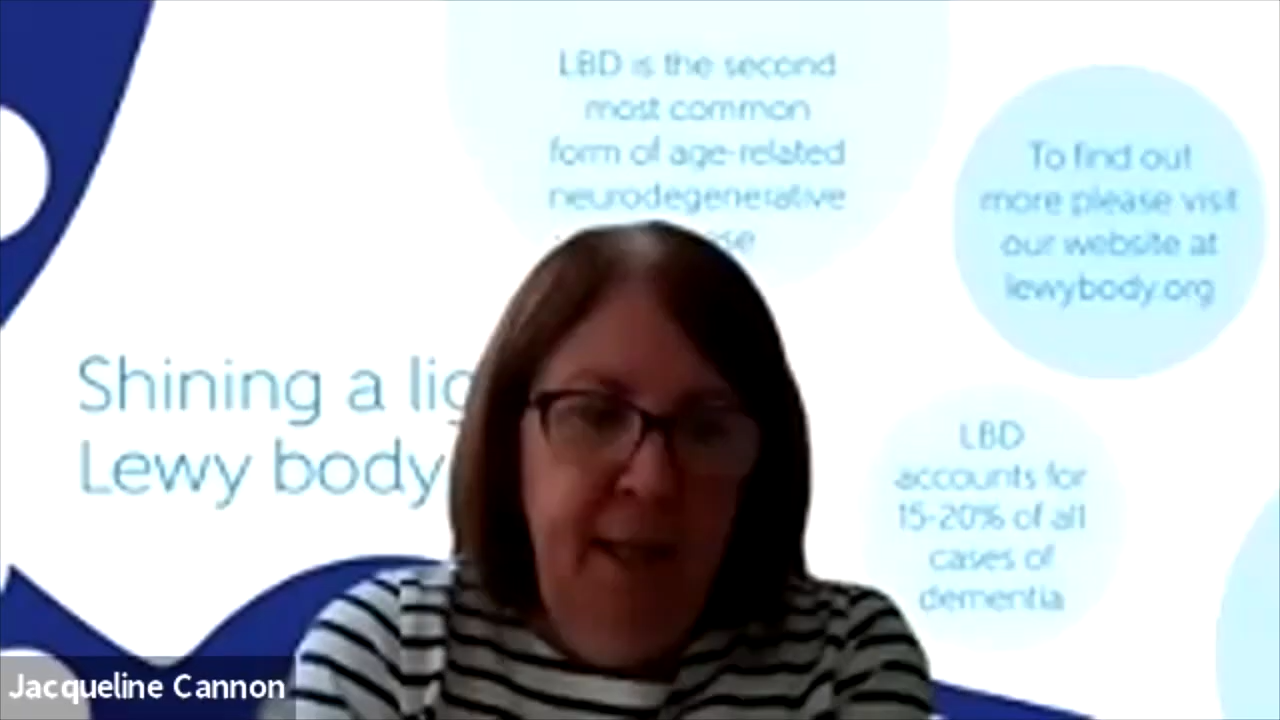 LBD is the second
most common
form of age-related
neurodegenerative
To find out
more please visit
our website at
lewybody.org
Shining a
Lewy body
LBD
accounts for
15-20% of all
cases of
dementia
Jacqueline Cannon